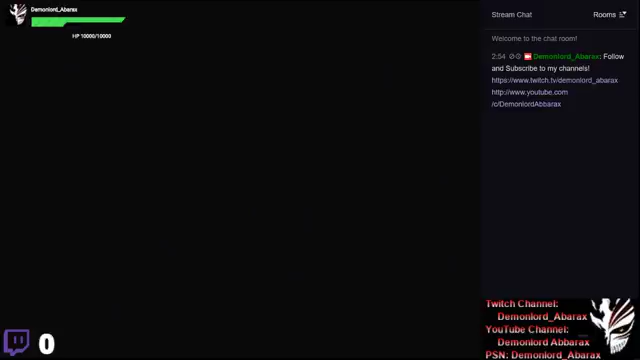 Demonlord_Abarax
HP 10000/10000
Stream Chat
Rooms
Welcome to the chat room!
2:54 Demonlord_Abarax: Follow
and Subscribe to my channels!
https://www.twitch.tv/demonlord_abarax
http://www.youtube.com
/c/DemonlordAbbarax
Twitch Channel:
Demonlord_Abarax
YouTube Channel:
Demonlord Abbarax
PSN: Demonlord_Abarax
0